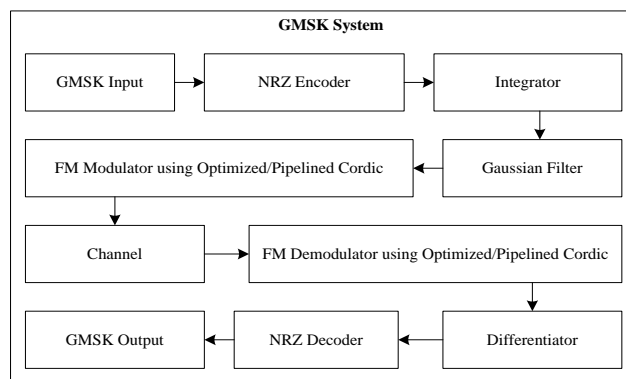 GMSK System
GMSK Input
NRZ Encoder
Integrator
FM Modulator using Optimized/Pipelined Cordic
Gaussian Filter
Channel
FM Demodulator using Optimized/Pipelined Cordic
GMSK Output
NRZ Decoder
Differentiator